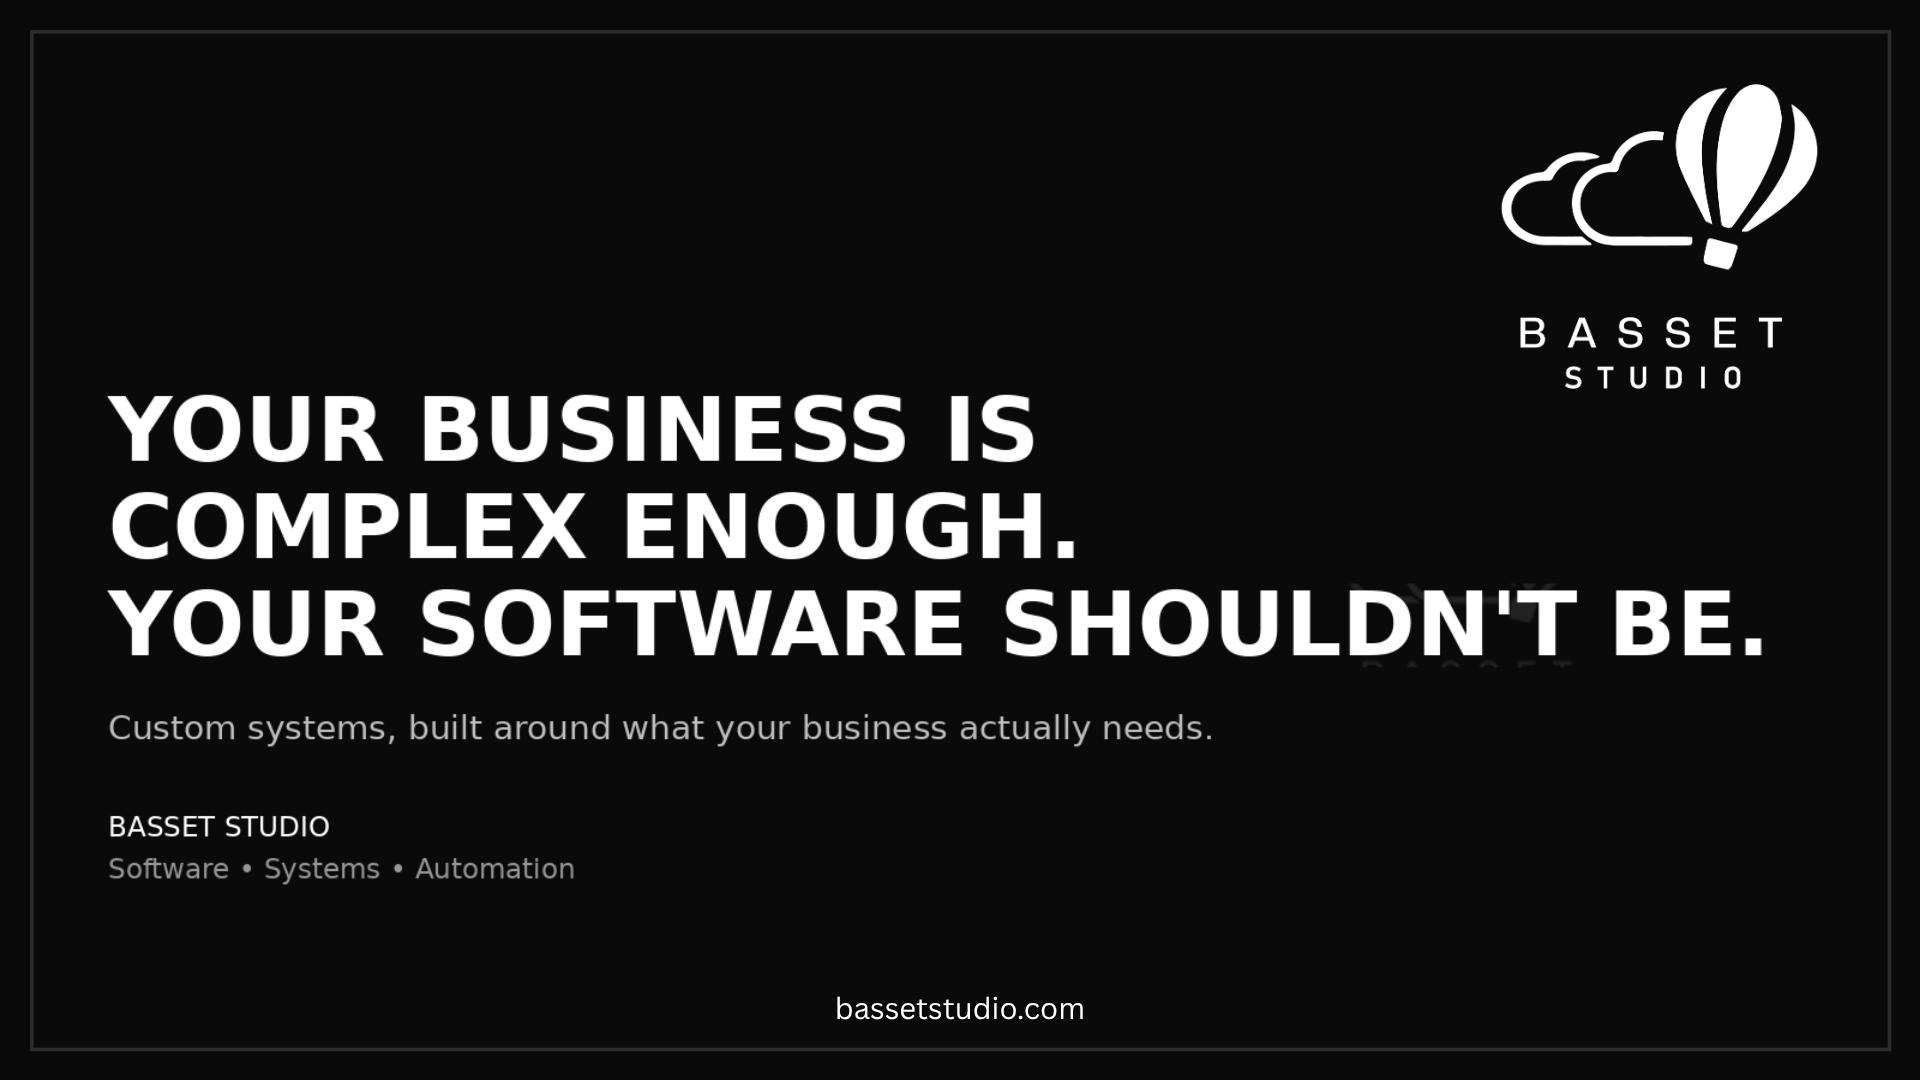 BASSET
STUDIO
YOUR BUSINESS IS
COMPLEX ENOUGH.
YOUR SOFTWARE SHOULDN'T BE.
Custom systems, built around what your business actually needs.
BASSET STUDIO
Software • Systems • Automation
bassetstudio.com